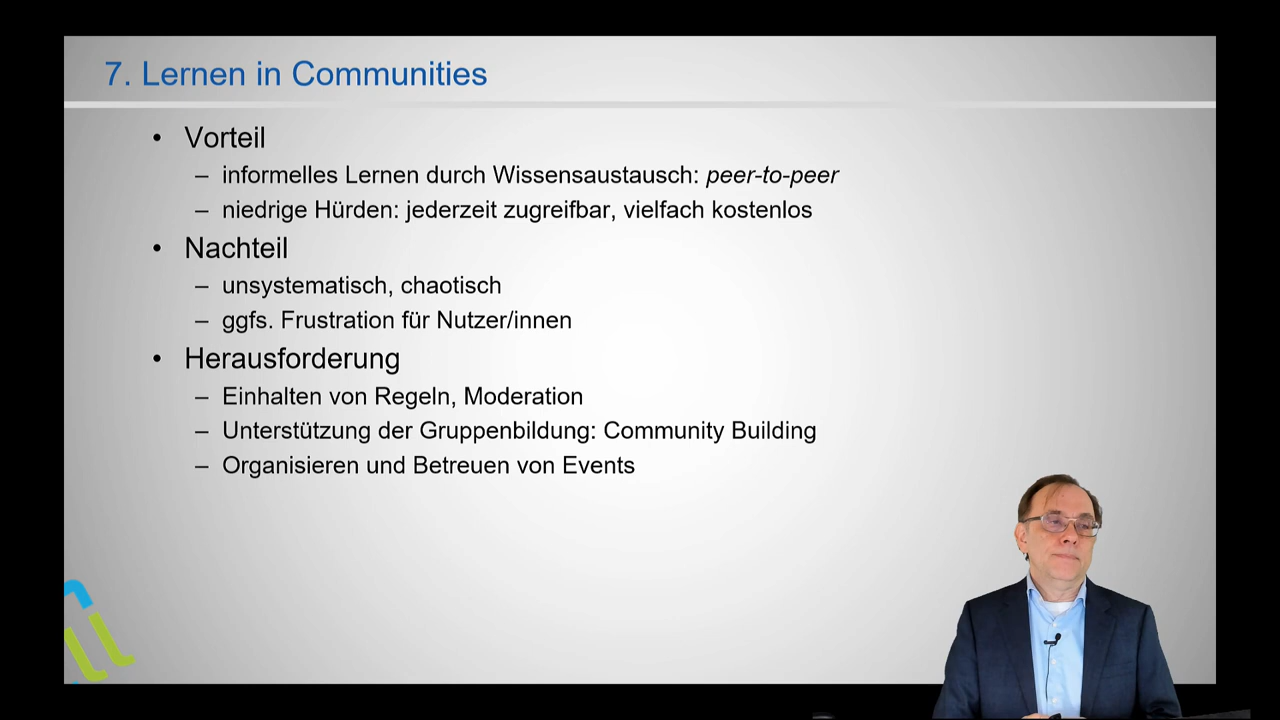 7. Lernen in Communities
• Vorteil
– informelles Lernen durch Wissensaustausch: peer-to-peer
– niedrige Hürden: jederzeit zugreifbar, vielfach kostenlos
• Nachteil
– unsystematisch, chaotisch
– ggfs. Frustration für Nutzer/innen
• Herausforderung
– Einhalten von Regeln, Moderation
– Unterstützung der Gruppenbildung: Community Building
– Organisieren und Betreuen von Events